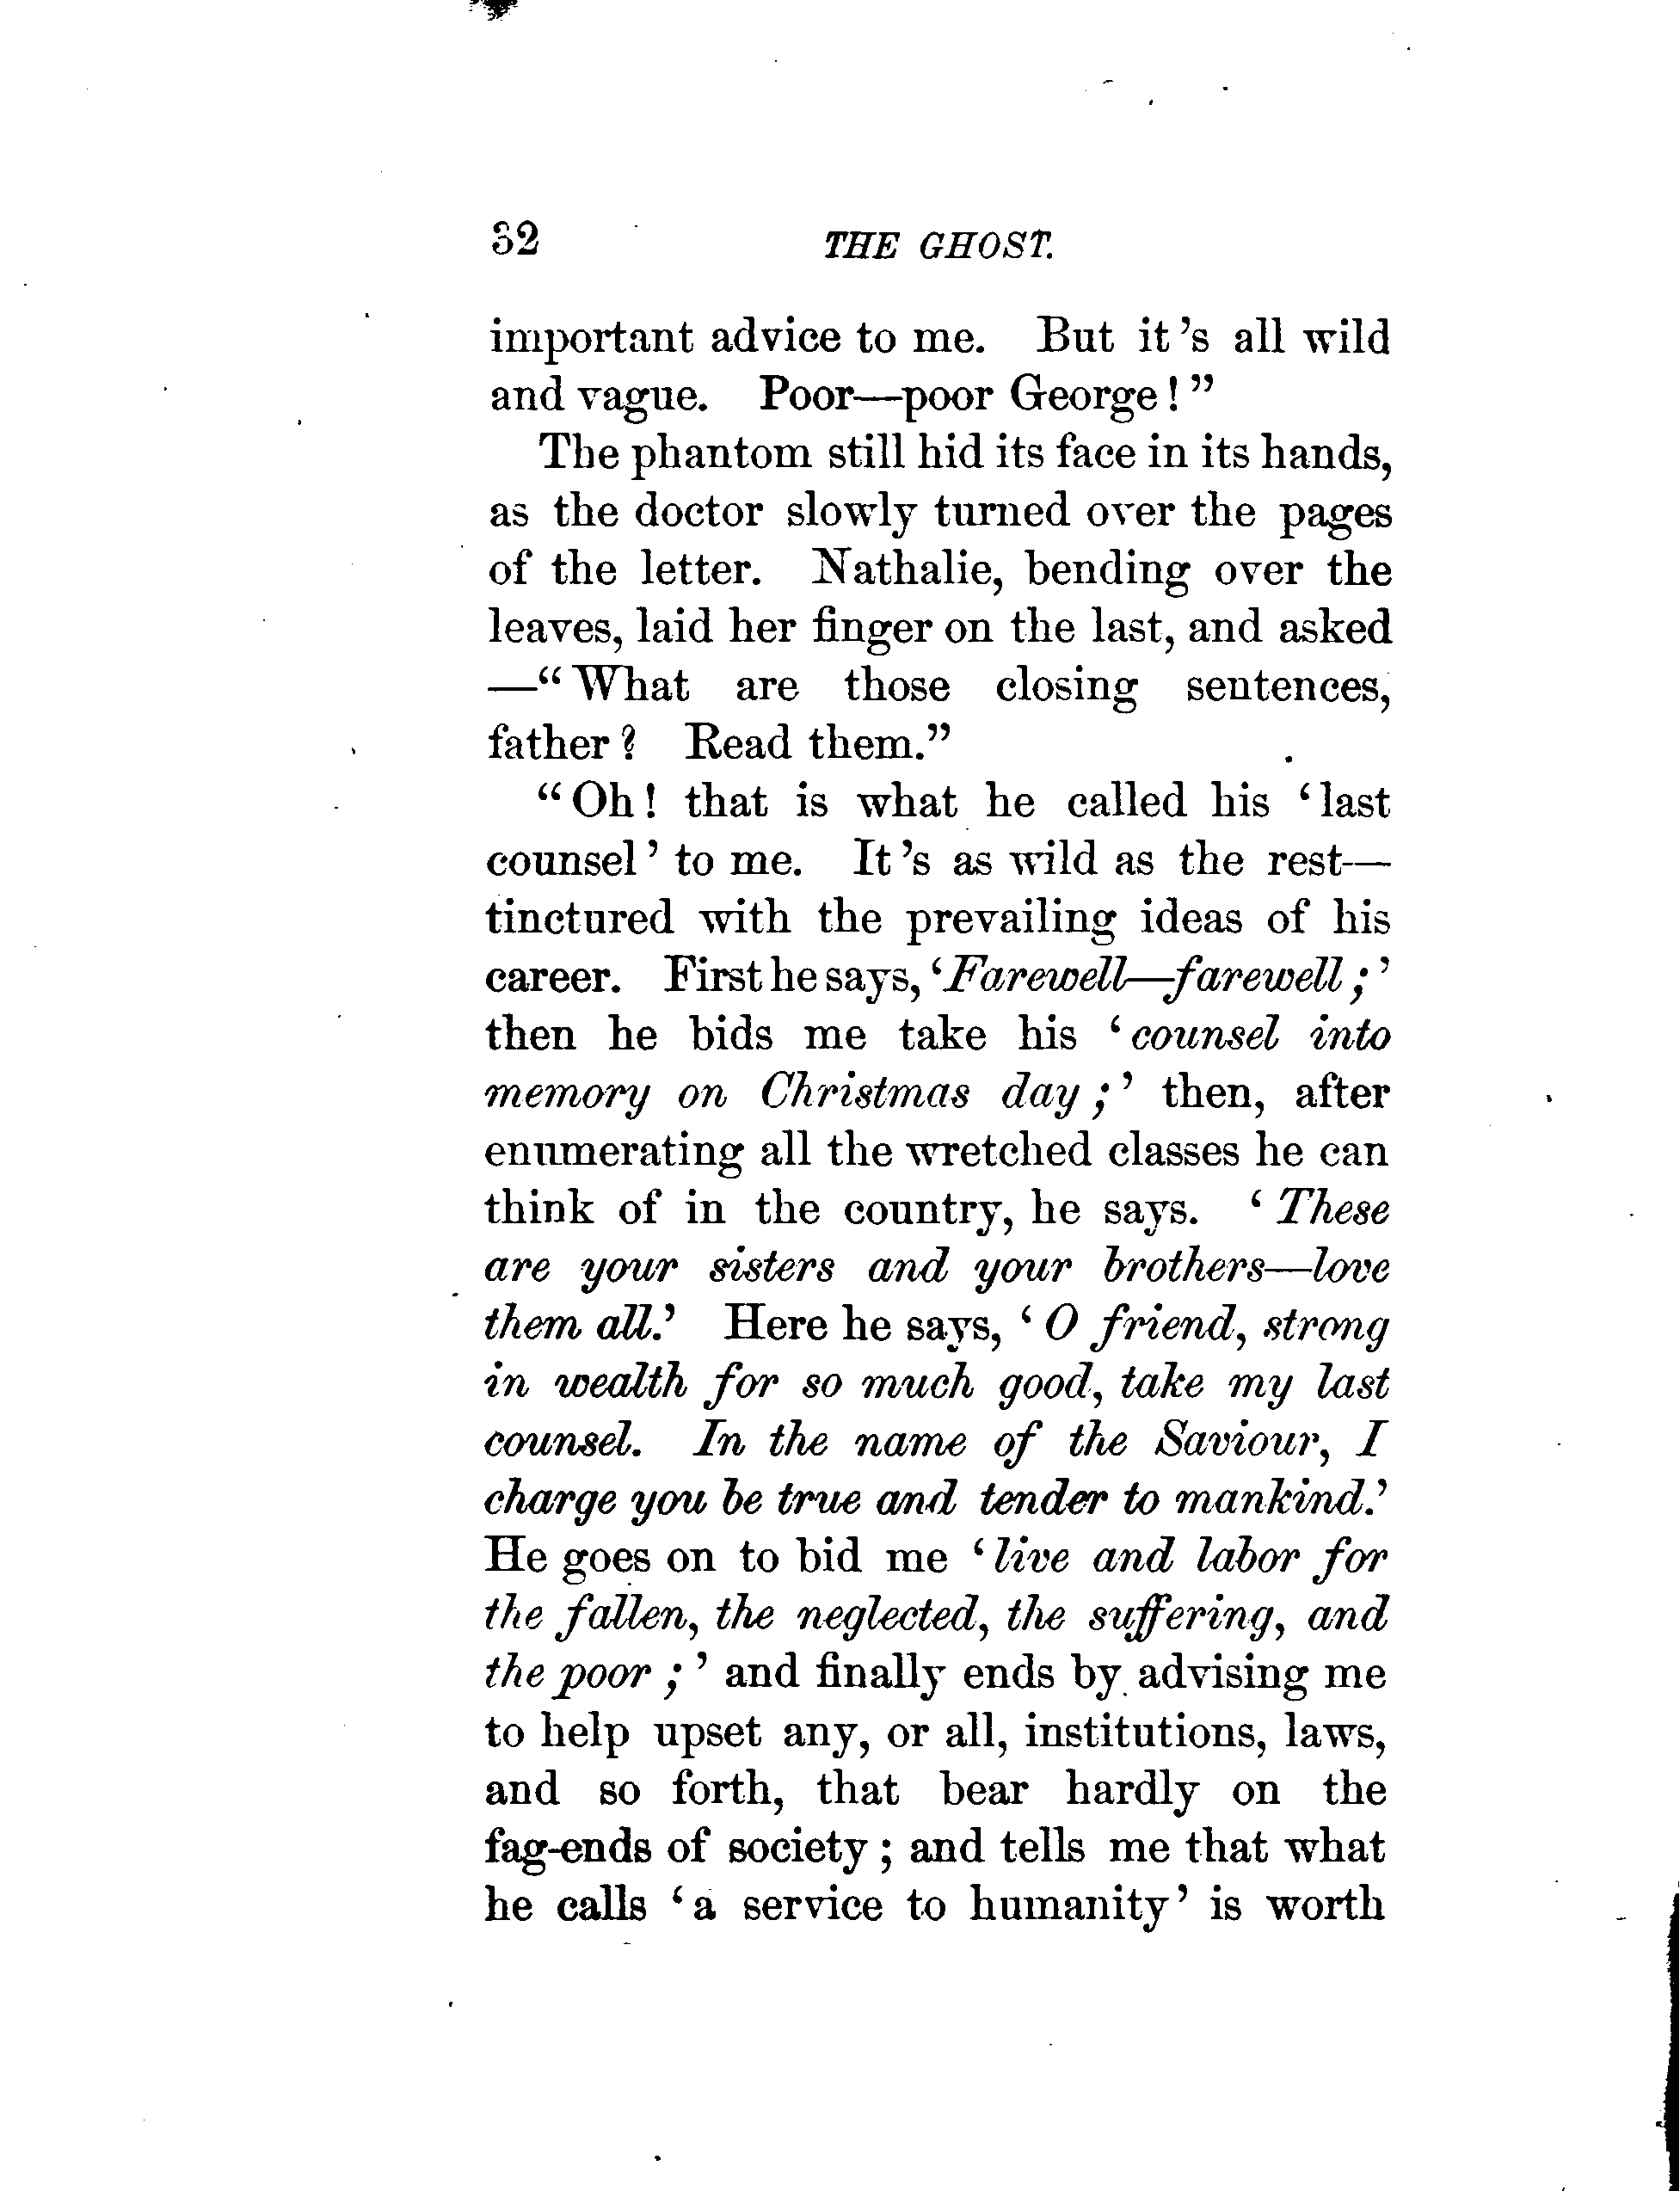 32 THE GHOST.
important advice to me. But it's all wild
and vague. Poor—poor George!"
The phantom still hid its face in its hands,
as the doctor slowly turned over the pages
of the letter. Nathalie, bending over the
leaves, laid her finger on the last, and asked
—"What are those closing sentences,
father? Read them."
"Oh! that is what he called his 'last
counsel' to me. It's as wild as the rest—
tinctured with the prevailing ideas of his
career. First he says, 'Farewell—farewell;'
then he bids me take his 'counsel into
memory on Christmas day;' then, after
enumerating all the wretched classes he can
think of in the country, he says. 'These
are your sisters and your brothers—love
them all.' Here he says, 'O friend, strong
in wealth for so much good, take my last
counsel. In the name of the Saviour, I
charge you be true and tender to mankind.'
He goes on to bid me 'live and labor for
the fallen, the neglected, the suffering, and
the poor;' and finally ends by advising me
to help upset any, or all, institutions, laws,
and so forth, that bear hardly on the
fag-ends of society; and tells me that what
he calls 'a service to humanity' is worth